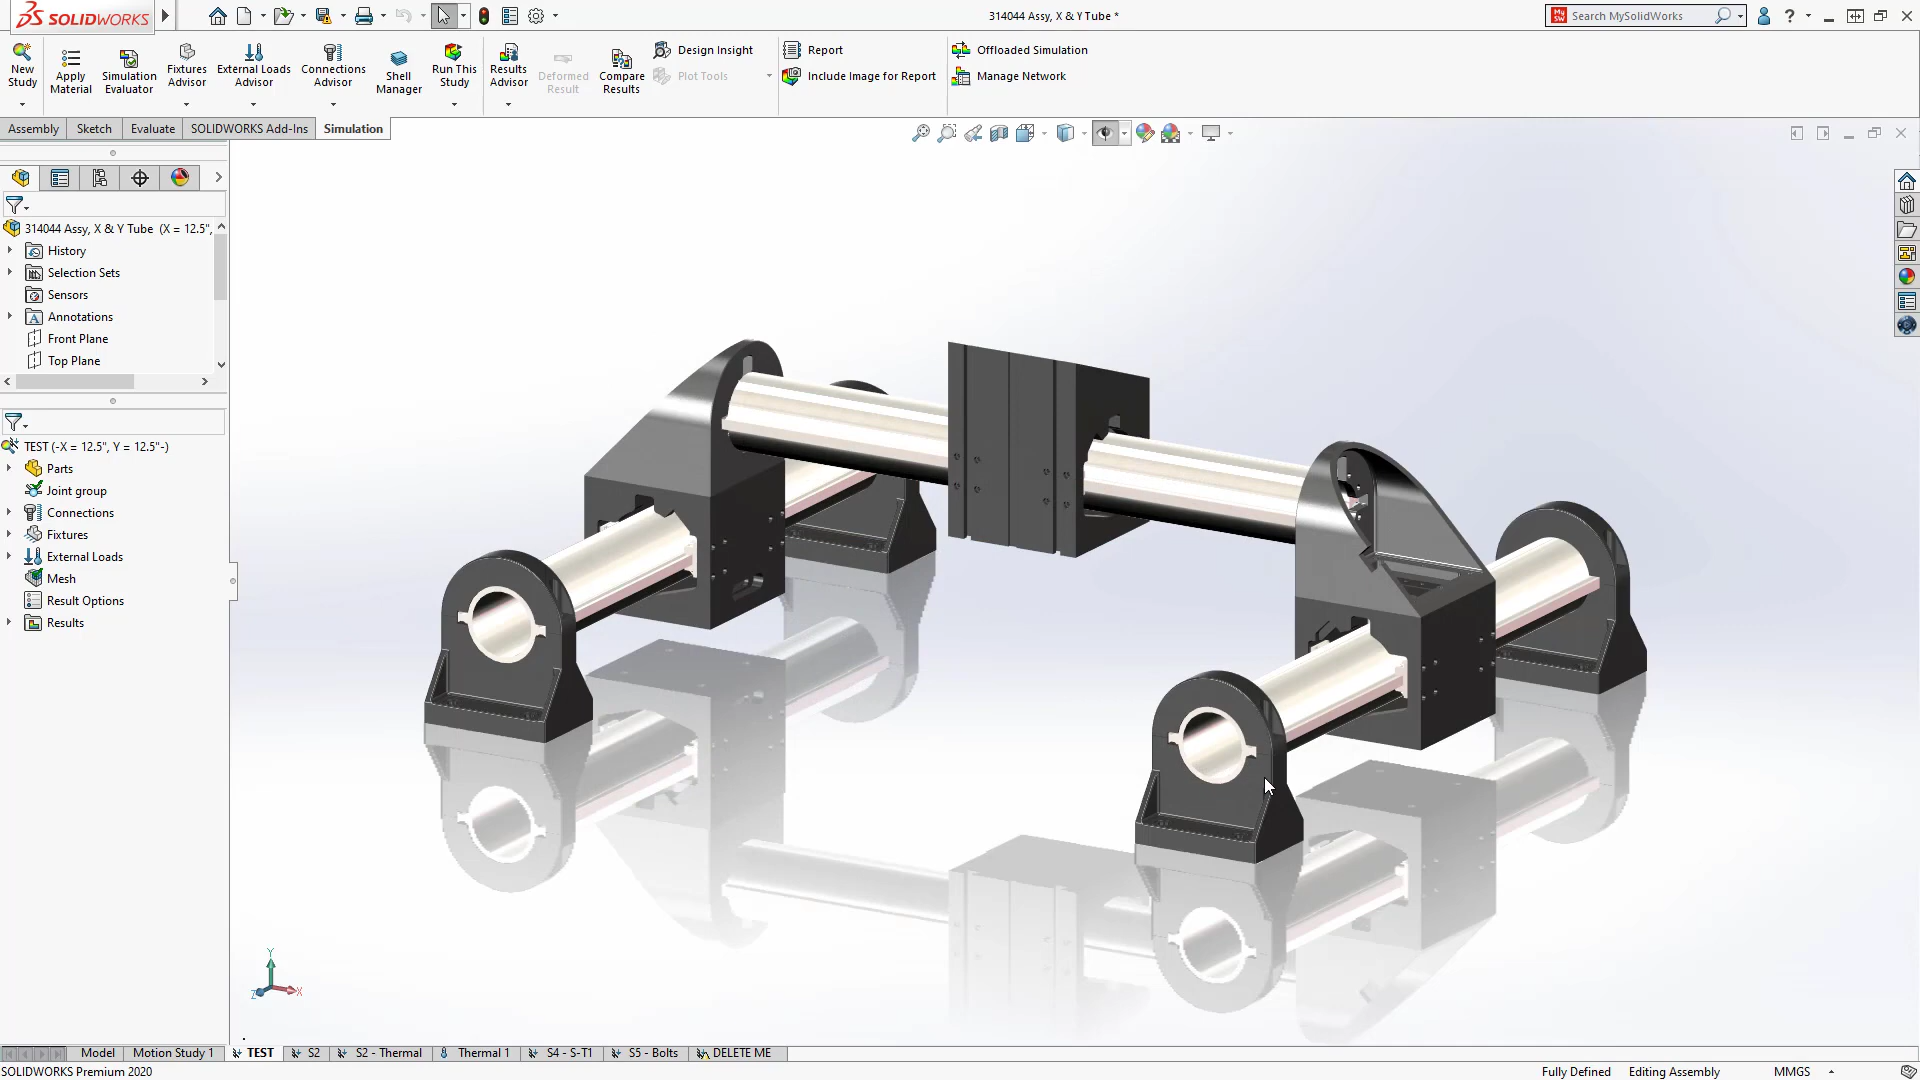 SOLIDWORKS
314044 Assy, X & Y Tube *
Search MySolidWorks
New Study
Apply Material
Simulation Evaluator
Fixtures Advisor
External Loads Advisor
Connections Advisor
Shell Manager
Run This Study
Results Advisor
Deformed Result
Compare Results
Design Insight
Plot Tools
Report
Include Image for Report
Offloaded Simulation
Manage Network
Assembly
Sketch
Evaluate
SOLIDWORKS Add-Ins
Simulation
314044 Assy, X & Y Tube (X = 12.5",
History
Selection Sets
Sensors
Annotations
Front Plane
Top Plane
TEST (-X = 12.5", Y = 12.5"-)
Parts
Joint group
Connections
Fixtures
External Loads
Mesh
Result Options
Results
Y
X
Z
Model
Motion Study 1
TEST
S2
S2 - Thermal
Thermal 1
S4 - S-T1
S5 - Bolts
DELETE ME
SOLIDWORKS Premium 2020
Fully Defined
Editing Assembly
MMGS